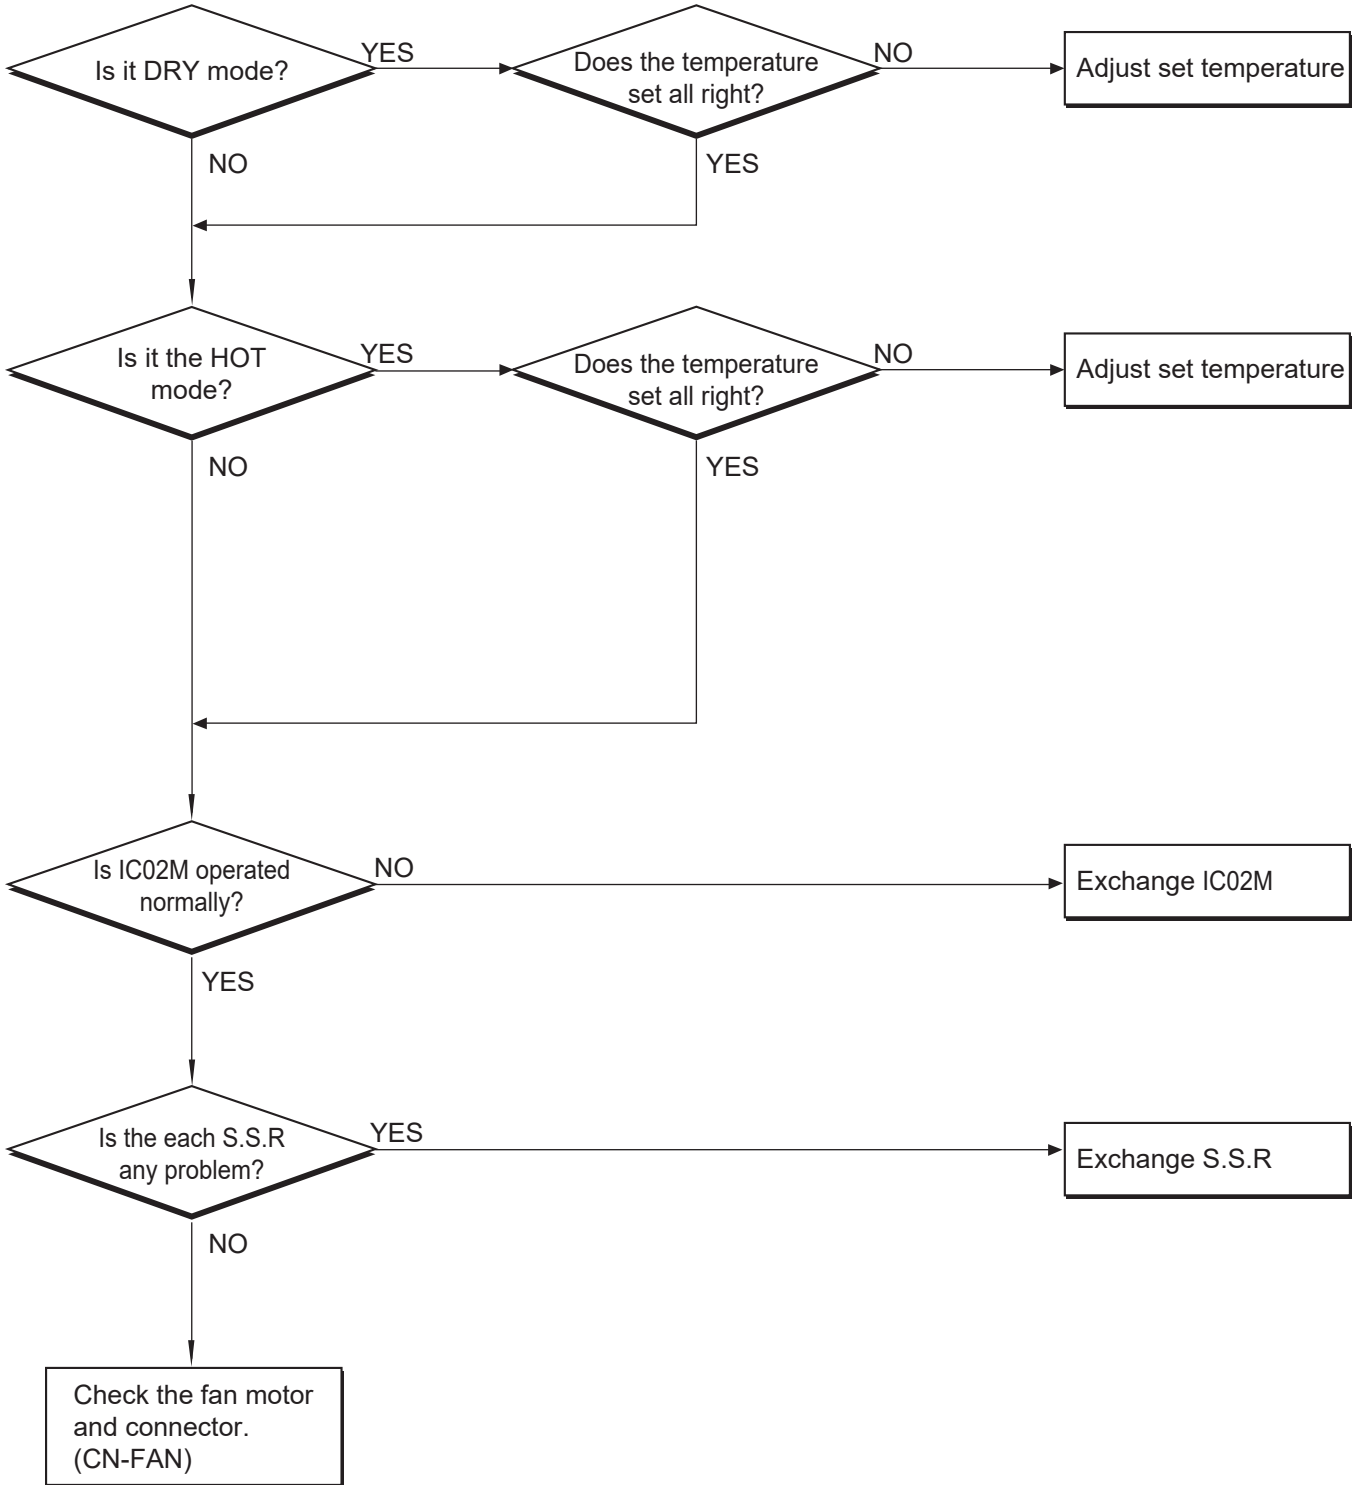 Is it DRY mode?
YES
Does the temperature
set all right?
NO
Adjust set temperature
NO
YES
Is it the HOT
mode?
YES
Does the temperature
set all right?
NO
Adjust set temperature
NO
YES
Is IC02M operated
normally?
NO
Exchange IC02M
YES
Is the each S.S.R
any problem?
YES
Exchange S.S.R
NO
Check the fan motor
and connector.
(CN-FAN)